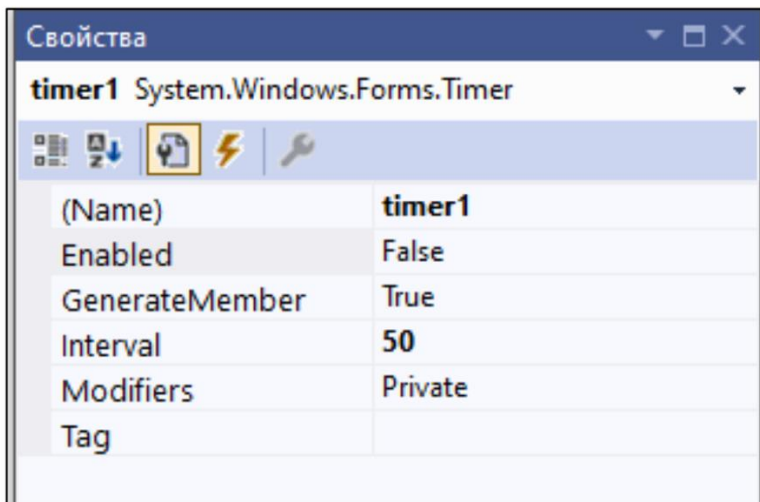 Свойства
timer1 System.Windows.Forms.Timer
(Name) timer1
Enabled False
GenerateMember True
Interval 50
Modifiers Private
Tag